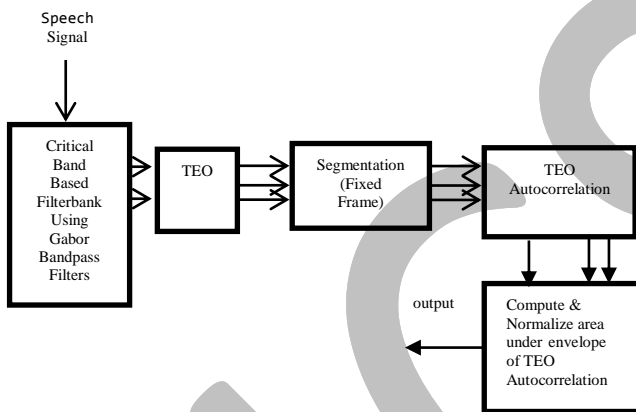 Speech
Signal
Critical
Band
Based
Filterbank
Using
Gabor
Bandpass
Filters
TEO
Segmentation
(Fixed
Frame)
TEO
Autocorrelation
output
Compute &
Normalize area
under envelope
of TEO
Autocorrelation